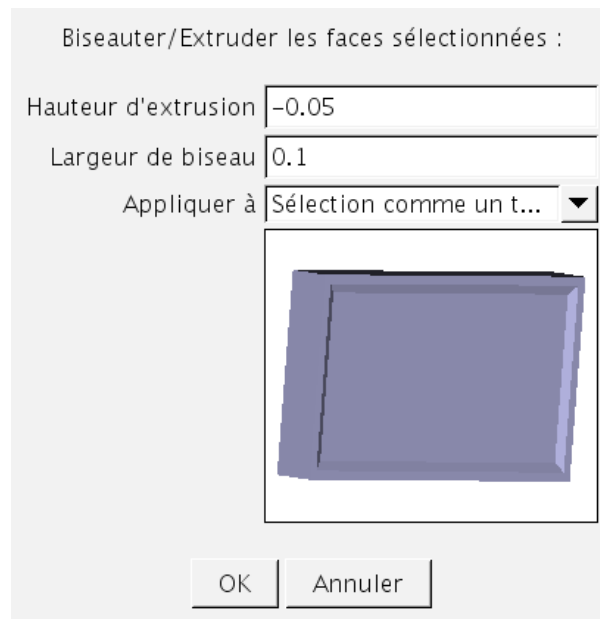 Biseauter/Extruder les faces sélectionnées :
Hauteur d'extrusion -0.05
Largeur de biseau 0.1
Appliquer à Sélection comme un t...
OK Annuler